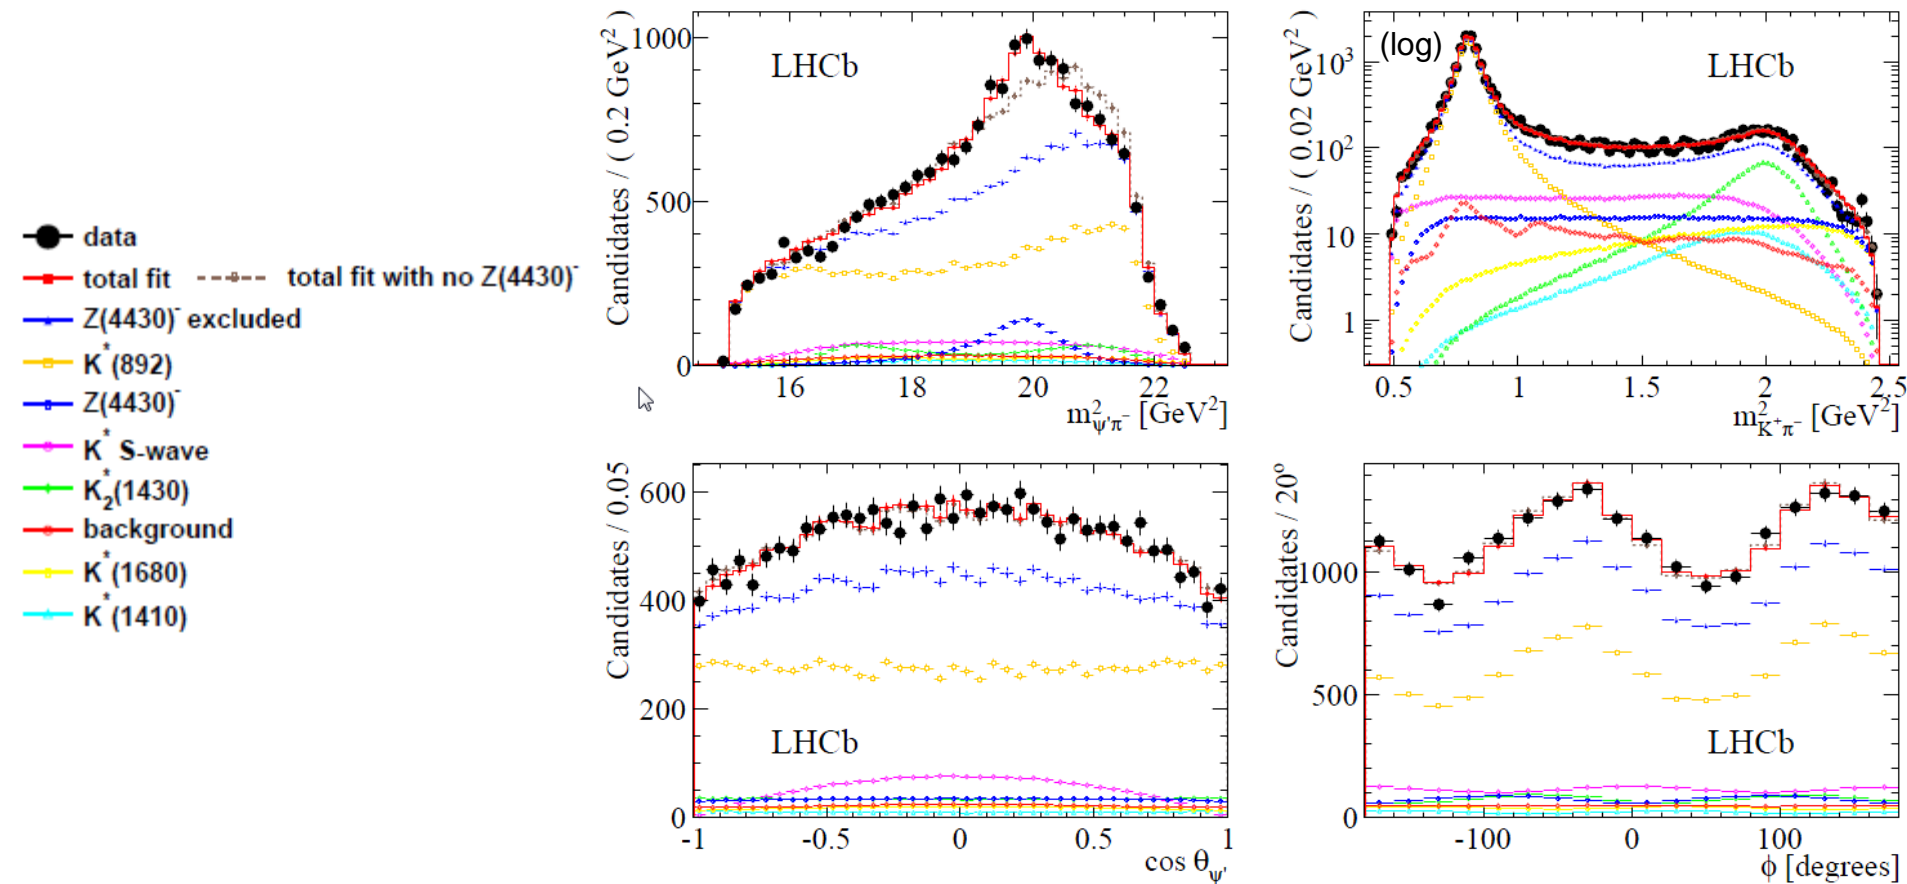 data
total fit
total fit with no Z(4430)⁻
Z(4430)⁻ excluded
K*(892)
Z(4430)⁻
K* S-wave
K₂*(1430)
background
K*(1680)
K*(1410)
Candidates / ( 0.2 GeV² )
1000
500
0
LHCb
16 18 20 22
m²ψ'π⁻ [GeV²]
Candidates / ( 0.02 GeV² )
10³
10²
10
1
(log)
LHCb
0.5 1 1.5 2 2.5
m²K⁺π⁻ [GeV²]
Candidates / 0.05
600
400
200
0
LHCb
-1 -0.5 0 0.5 1
cos θψ'
Candidates / 20°
1000
500
0
LHCb
-100 0 100
ϕ [degrees]